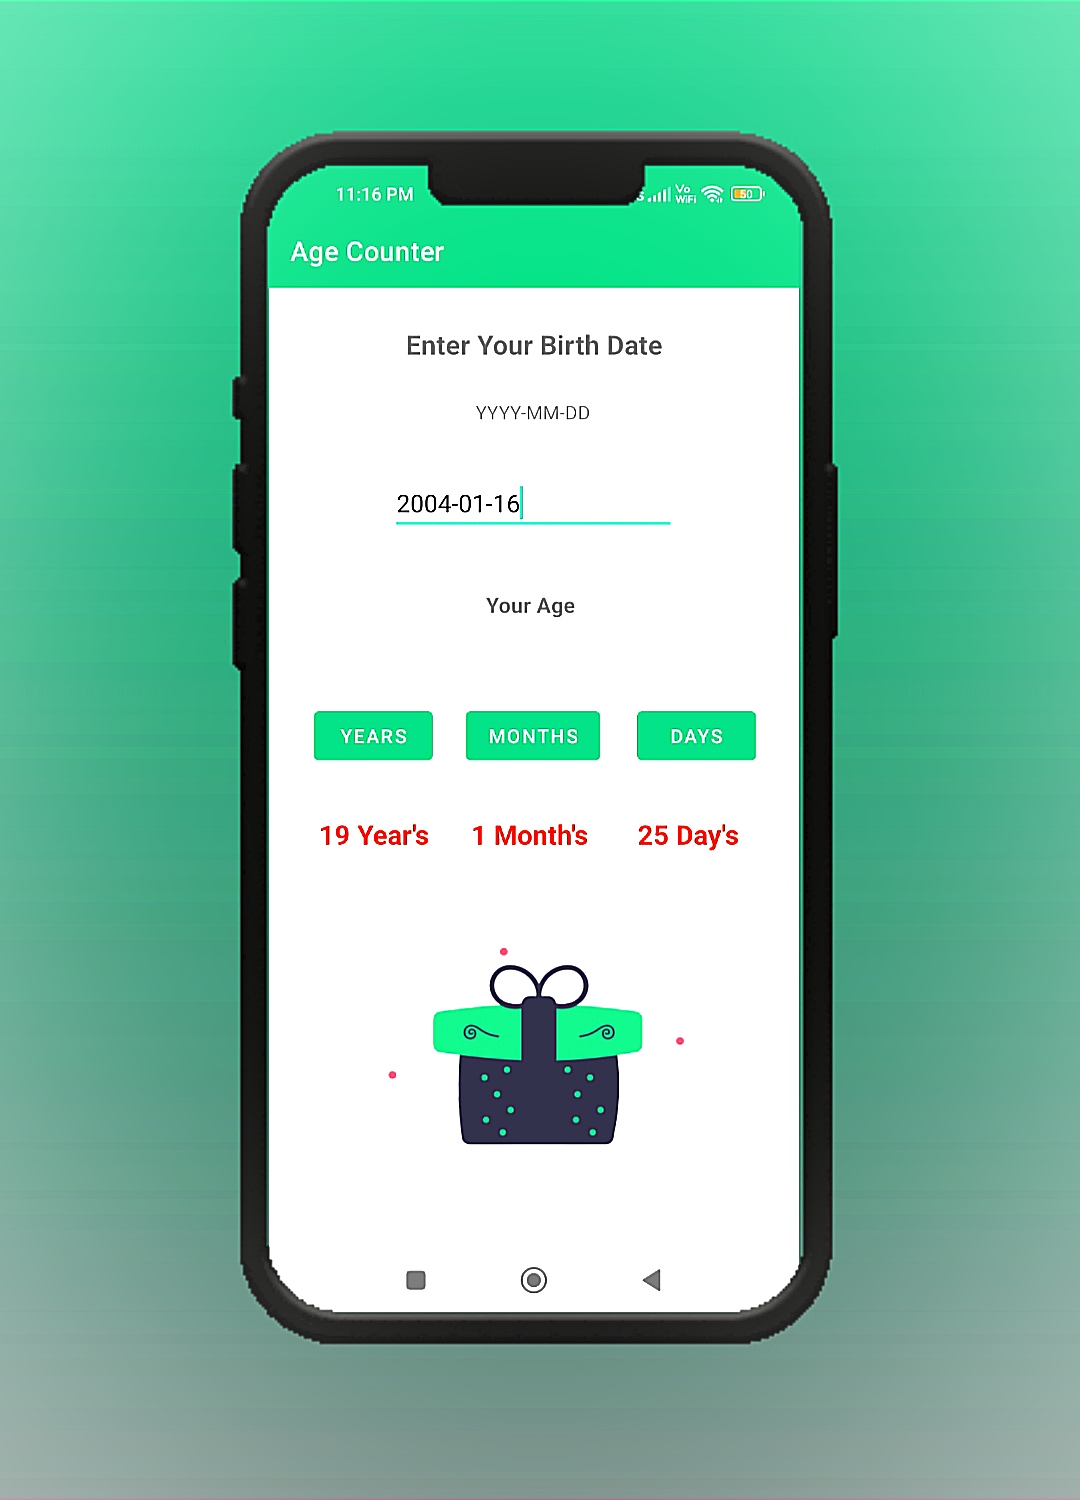 11:16 PM Vo WiFi 50
Age Counter
Enter Your Birth Date
YYYY-MM-DD
2004-01-16
Your Age
YEARS MONTHS DAYS
19 Year's 1 Month's 25 Day's